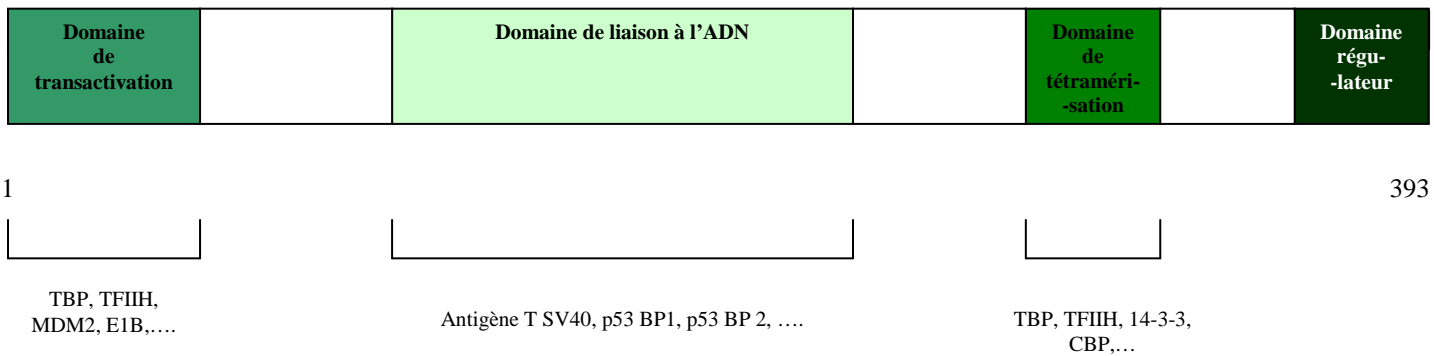 Domaine
de
transactivation
Domaine de liaison à l’ADN
Domaine
de
tétraméri-
-sation
Domaine
régu-
-lateur
1
393
TBP, TFIIH,
MDM2, E1B,….
Antigène T SV40, p53 BP1, p53 BP 2, ….
TBP, TFIIH, 14-3-3,
CBP,…